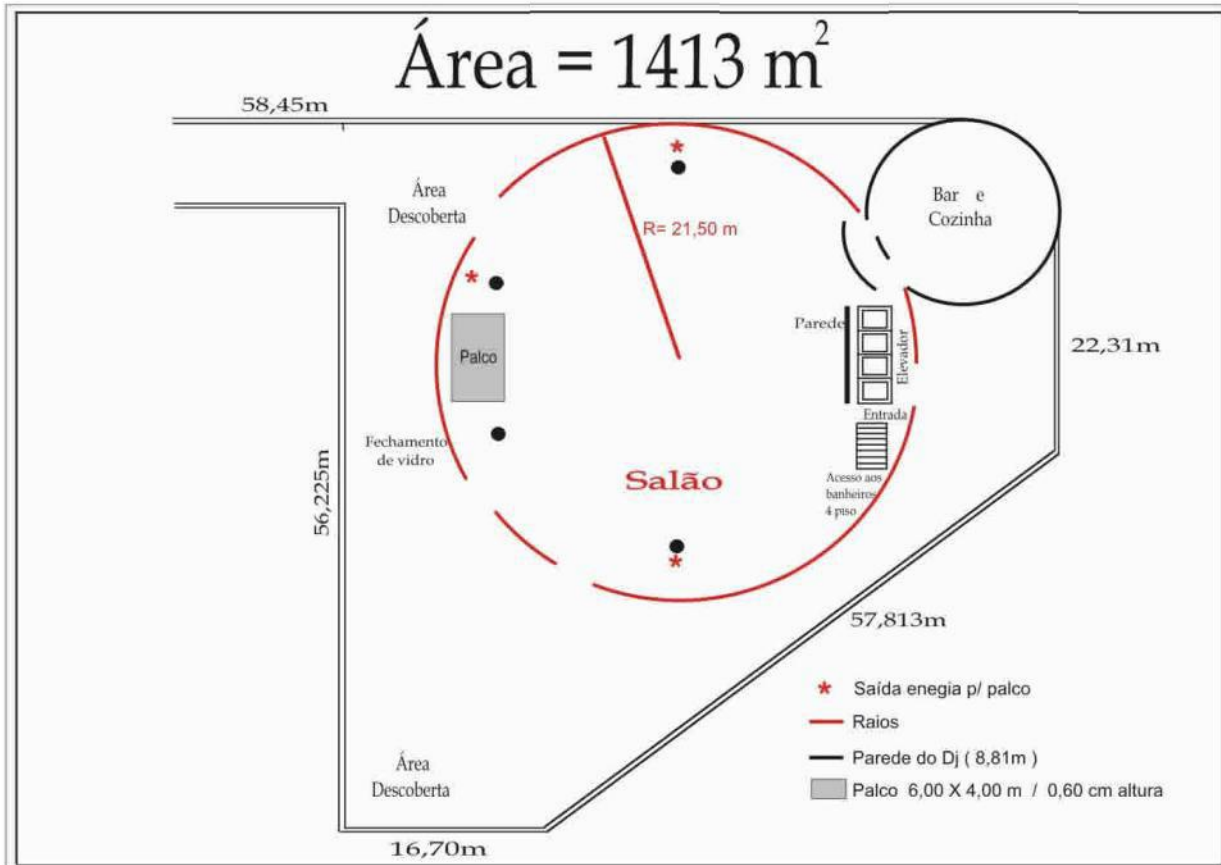 Área = 1413 m²
58,45m
Área
Descoberta
R= 21,50 m
Bar e
Cozinha
Parede
Elevador
22,31m
Palco
Entrada
Fechamento
de vidro
Salão
Acesso aos
banheiros
4 piso
56,225m
57,813m
* Saída enegia p/ palco
Raios
Parede do Dj ( 8,81m )
Palco 6,00 X 4,00 m / 0,60 cm altura
Área
Descoberta
16,70m